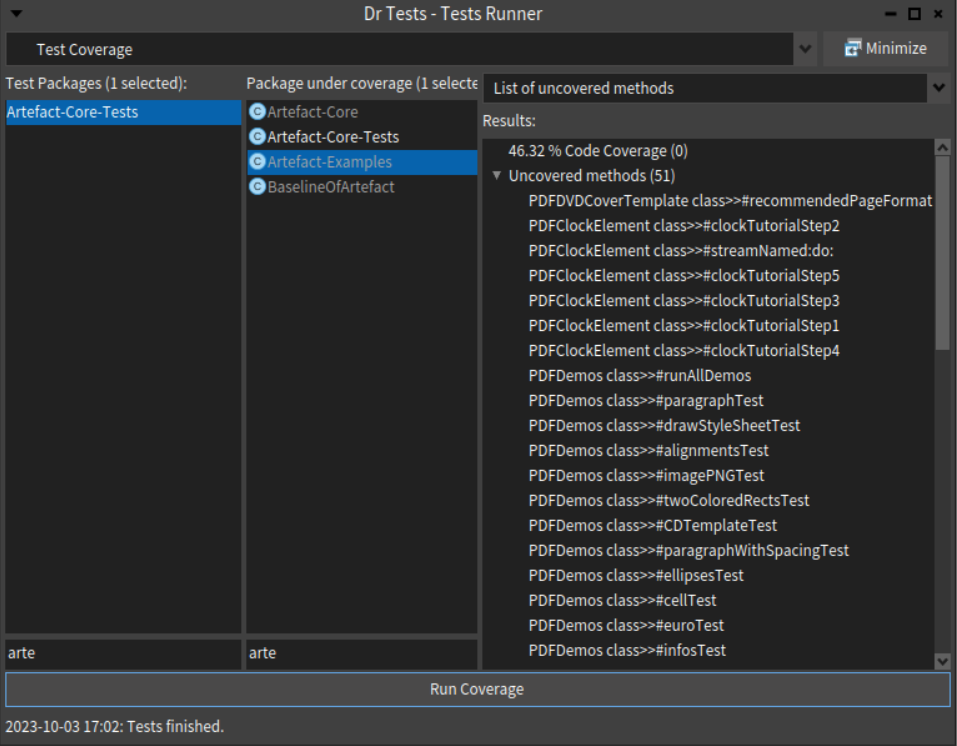 Dr Tests - Tests Runner
Test Coverage
Minimize
Test Packages (1 selected):
Artefact-Core-Tests
arte
Package under coverage (1 selecte
Artefact-Core
Artefact-Core-Tests
Artefact-Examples
BaselineOfArtefact
arte
List of uncovered methods
Results:
46.32 % Code Coverage (0)
Uncovered methods (51)
PDFDVDCoverTemplate class>>#recommendedPageFormat
PDFClockElement class>>#clockTutorialStep2
PDFClockElement class>>#streamNamed:do:
PDFClockElement class>>#clockTutorialStep5
PDFClockElement class>>#clockTutorialStep3
PDFClockElement class>>#clockTutorialStep1
PDFClockElement class>>#clockTutorialStep4
PDFDemos class>>#runAllDemos
PDFDemos class>>#paragraphTest
PDFDemos class>>#drawStyleSheetTest
PDFDemos class>>#alignmentsTest
PDFDemos class>>#imagePNGTest
PDFDemos class>>#twoColoredRectsTest
PDFDemos class>>#CDTemplateTest
PDFDemos class>>#paragraphWithSpacingTest
PDFDemos class>>#ellipsesTest
PDFDemos class>>#cellTest
PDFDemos class>>#euroTest
PDFDemos class>>#infosTest
Run Coverage
2023-10-03 17:02: Tests finished.